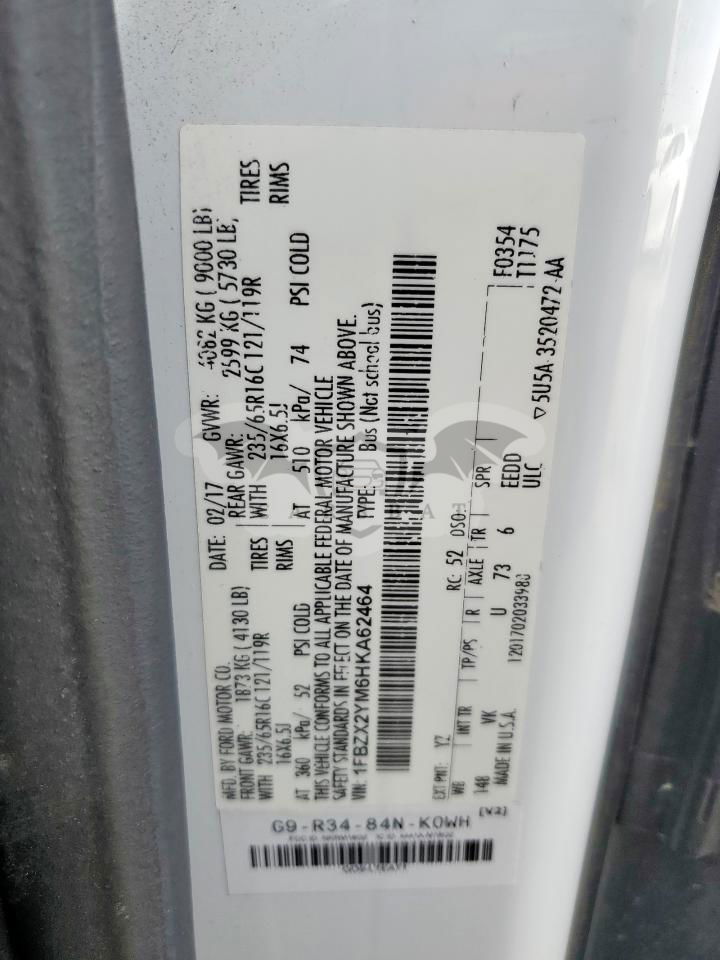 MFD. BY FORD MOTOR CO.
DATE: 02/17 GVWR: 4082 KG ( 9000 LB)
FRONT GAWR: 1873 KG ( 4130 LB)
REAR GAWR: 2599 KG ( 5730 LB)
WITH 235/65R16C 121/119R TIRES
WITH 235/65R16C 121/119R TIRES
16X6.5J RIMS
16X6.5J RIMS
AT 360 kPa/ 52 PSI COLD
AT 510 kPa/ 74 PSI COLD
THIS VEHICLE CONFORMS TO ALL APPLICABLE FEDERAL MOTOR VEHICLE
SAFETY STANDARDS IN EFFECT ON THE DATE OF MANUFACTURE SHOWN ABOVE.
VIN: 1FBZX2YM6HKA62464
TYPE: Bus (Not school bus)
EXT PNT: YZ RC: 52 DSO:
WB INT TR TP/PS R AXLE TR SPR
148 VK U 73 6 EEDD
ULC
F0354
T1175
MADE IN U.S.A.
▽ 5U5A-3520472-AA
G9-R34-84N-K0WH